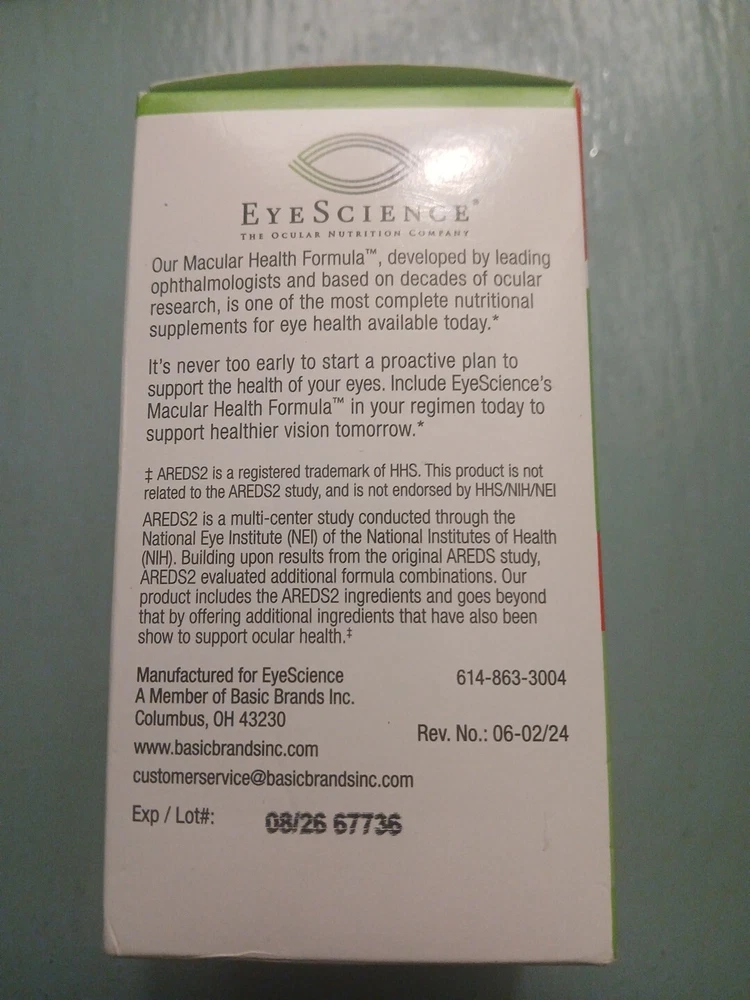 EYESCIENCE®
THE OCULAR NUTRITION COMPANY
Our Macular Health Formula™, developed by leading
ophthalmologists and based on decades of ocular
research, is one of the most complete nutritional
supplements for eye health available today.*
It's never too early to start a proactive plan to
support the health of your eyes. Include EyeScience's
Macular Health Formula™ in your regimen today to
support healthier vision tomorrow.*
‡ AREDS2 is a registered trademark of HHS. This product is not
related to the AREDS2 study, and is not endorsed by HHS/NIH/NEI
AREDS2 is a multi-center study conducted through the
National Eye Institute (NEI) of the National Institutes of Health
(NIH). Building upon results from the original AREDS study,
AREDS2 evaluated additional formula combinations. Our
product includes the AREDS2 ingredients and goes beyond
that by offering additional ingredients that have also been
show to support ocular health.‡
Manufactured for EyeScience
A Member of Basic Brands Inc.
Columbus, OH 43230
www.basicbrandsinc.com
customerservice@basicbrandsinc.com
614-863-3004
Rev. No.: 06-02/24
Exp / Lot#: 08/26 67736